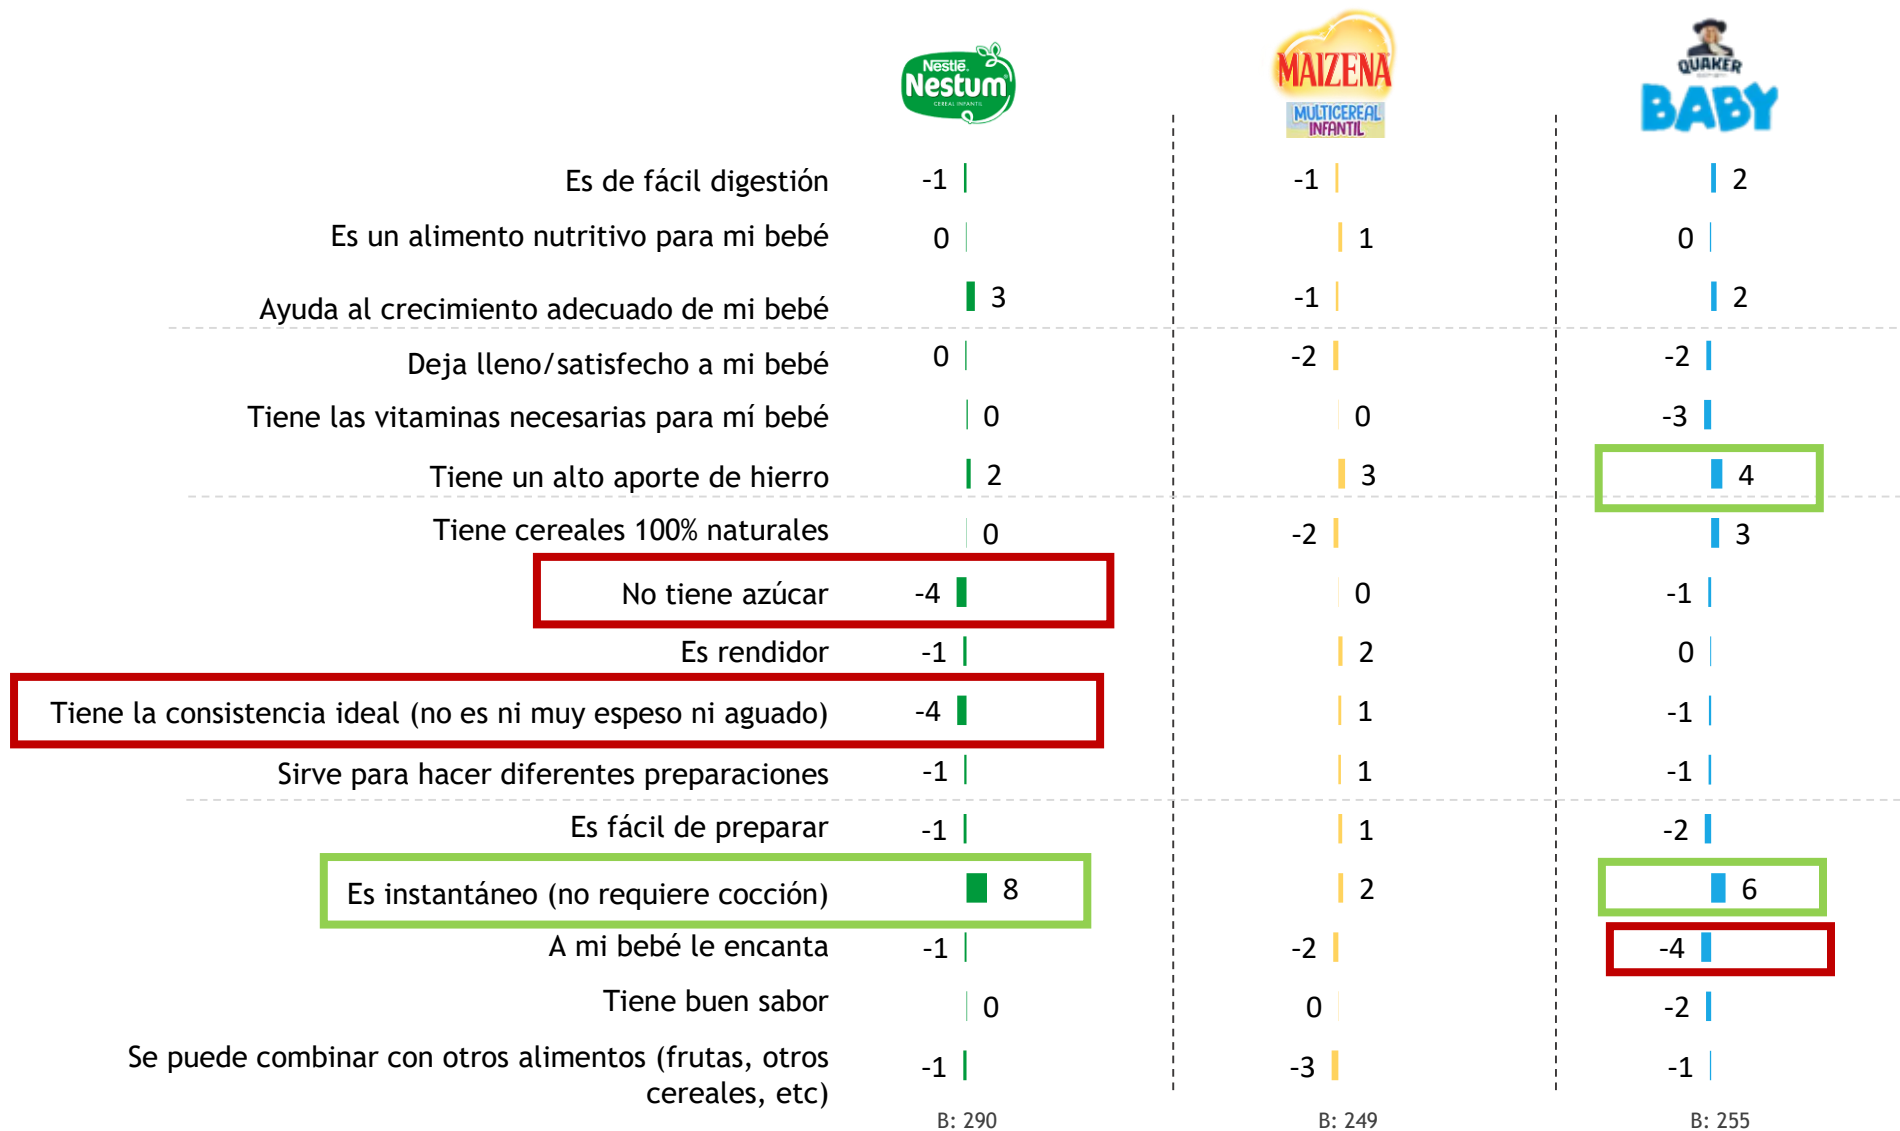 Nestlé.
Nestum
CEREAL INFANTIL
MAIZENA
MULTICEREAL
INFANTIL
QUAKER
BABY
Es de fácil digestión -1 -1 2
Es un alimento nutritivo para mi bebé 0 1 0
Ayuda al crecimiento adecuado de mi bebé 3 -1 2
Deja lleno/satisfecho a mi bebé 0 -2 -2
Tiene las vitaminas necesarias para mí bebé 0 0 -3
Tiene un alto aporte de hierro 2 3 4
Tiene cereales 100% naturales 0 -2 3
No tiene azúcar -4 0 -1
Es rendidor -1 2 0
Tiene la consistencia ideal (no es ni muy espeso ni aguado) -4 1 -1
Sirve para hacer diferentes preparaciones -1 1 -1
Es fácil de preparar -1 1 -2
Es instantáneo (no requiere cocción) 8 2 6
A mi bebé le encanta -1 -2 -4
Tiene buen sabor 0 0 -2
Se puede combinar con otros alimentos (frutas, otros
cereales, etc) -1 -3 -1
B: 290 B: 249 B: 255